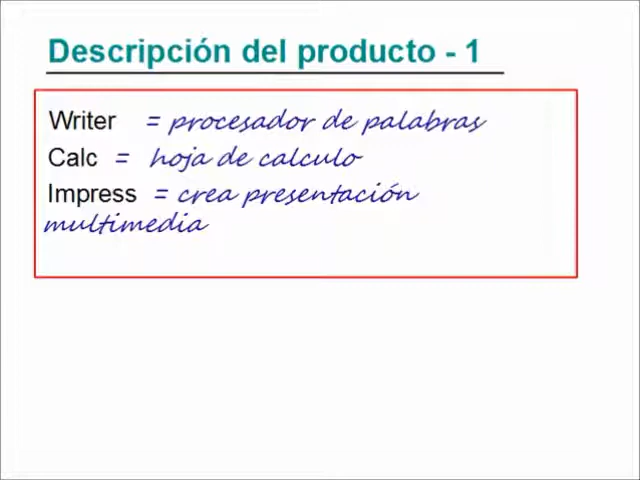 Descripción del producto - 1
Writer = procesador de palabras
Calc = hoja de calculo
Impress = crea presentación
multimedia